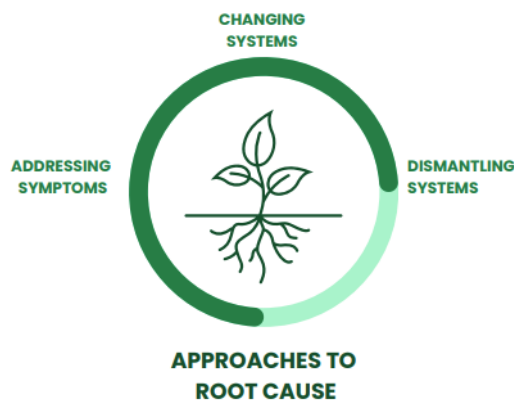 CHANGING
SYSTEMS
ADDRESSING
SYMPTOMS
DISMANTLING
SYSTEMS
APPROACHES TO
ROOT CAUSE